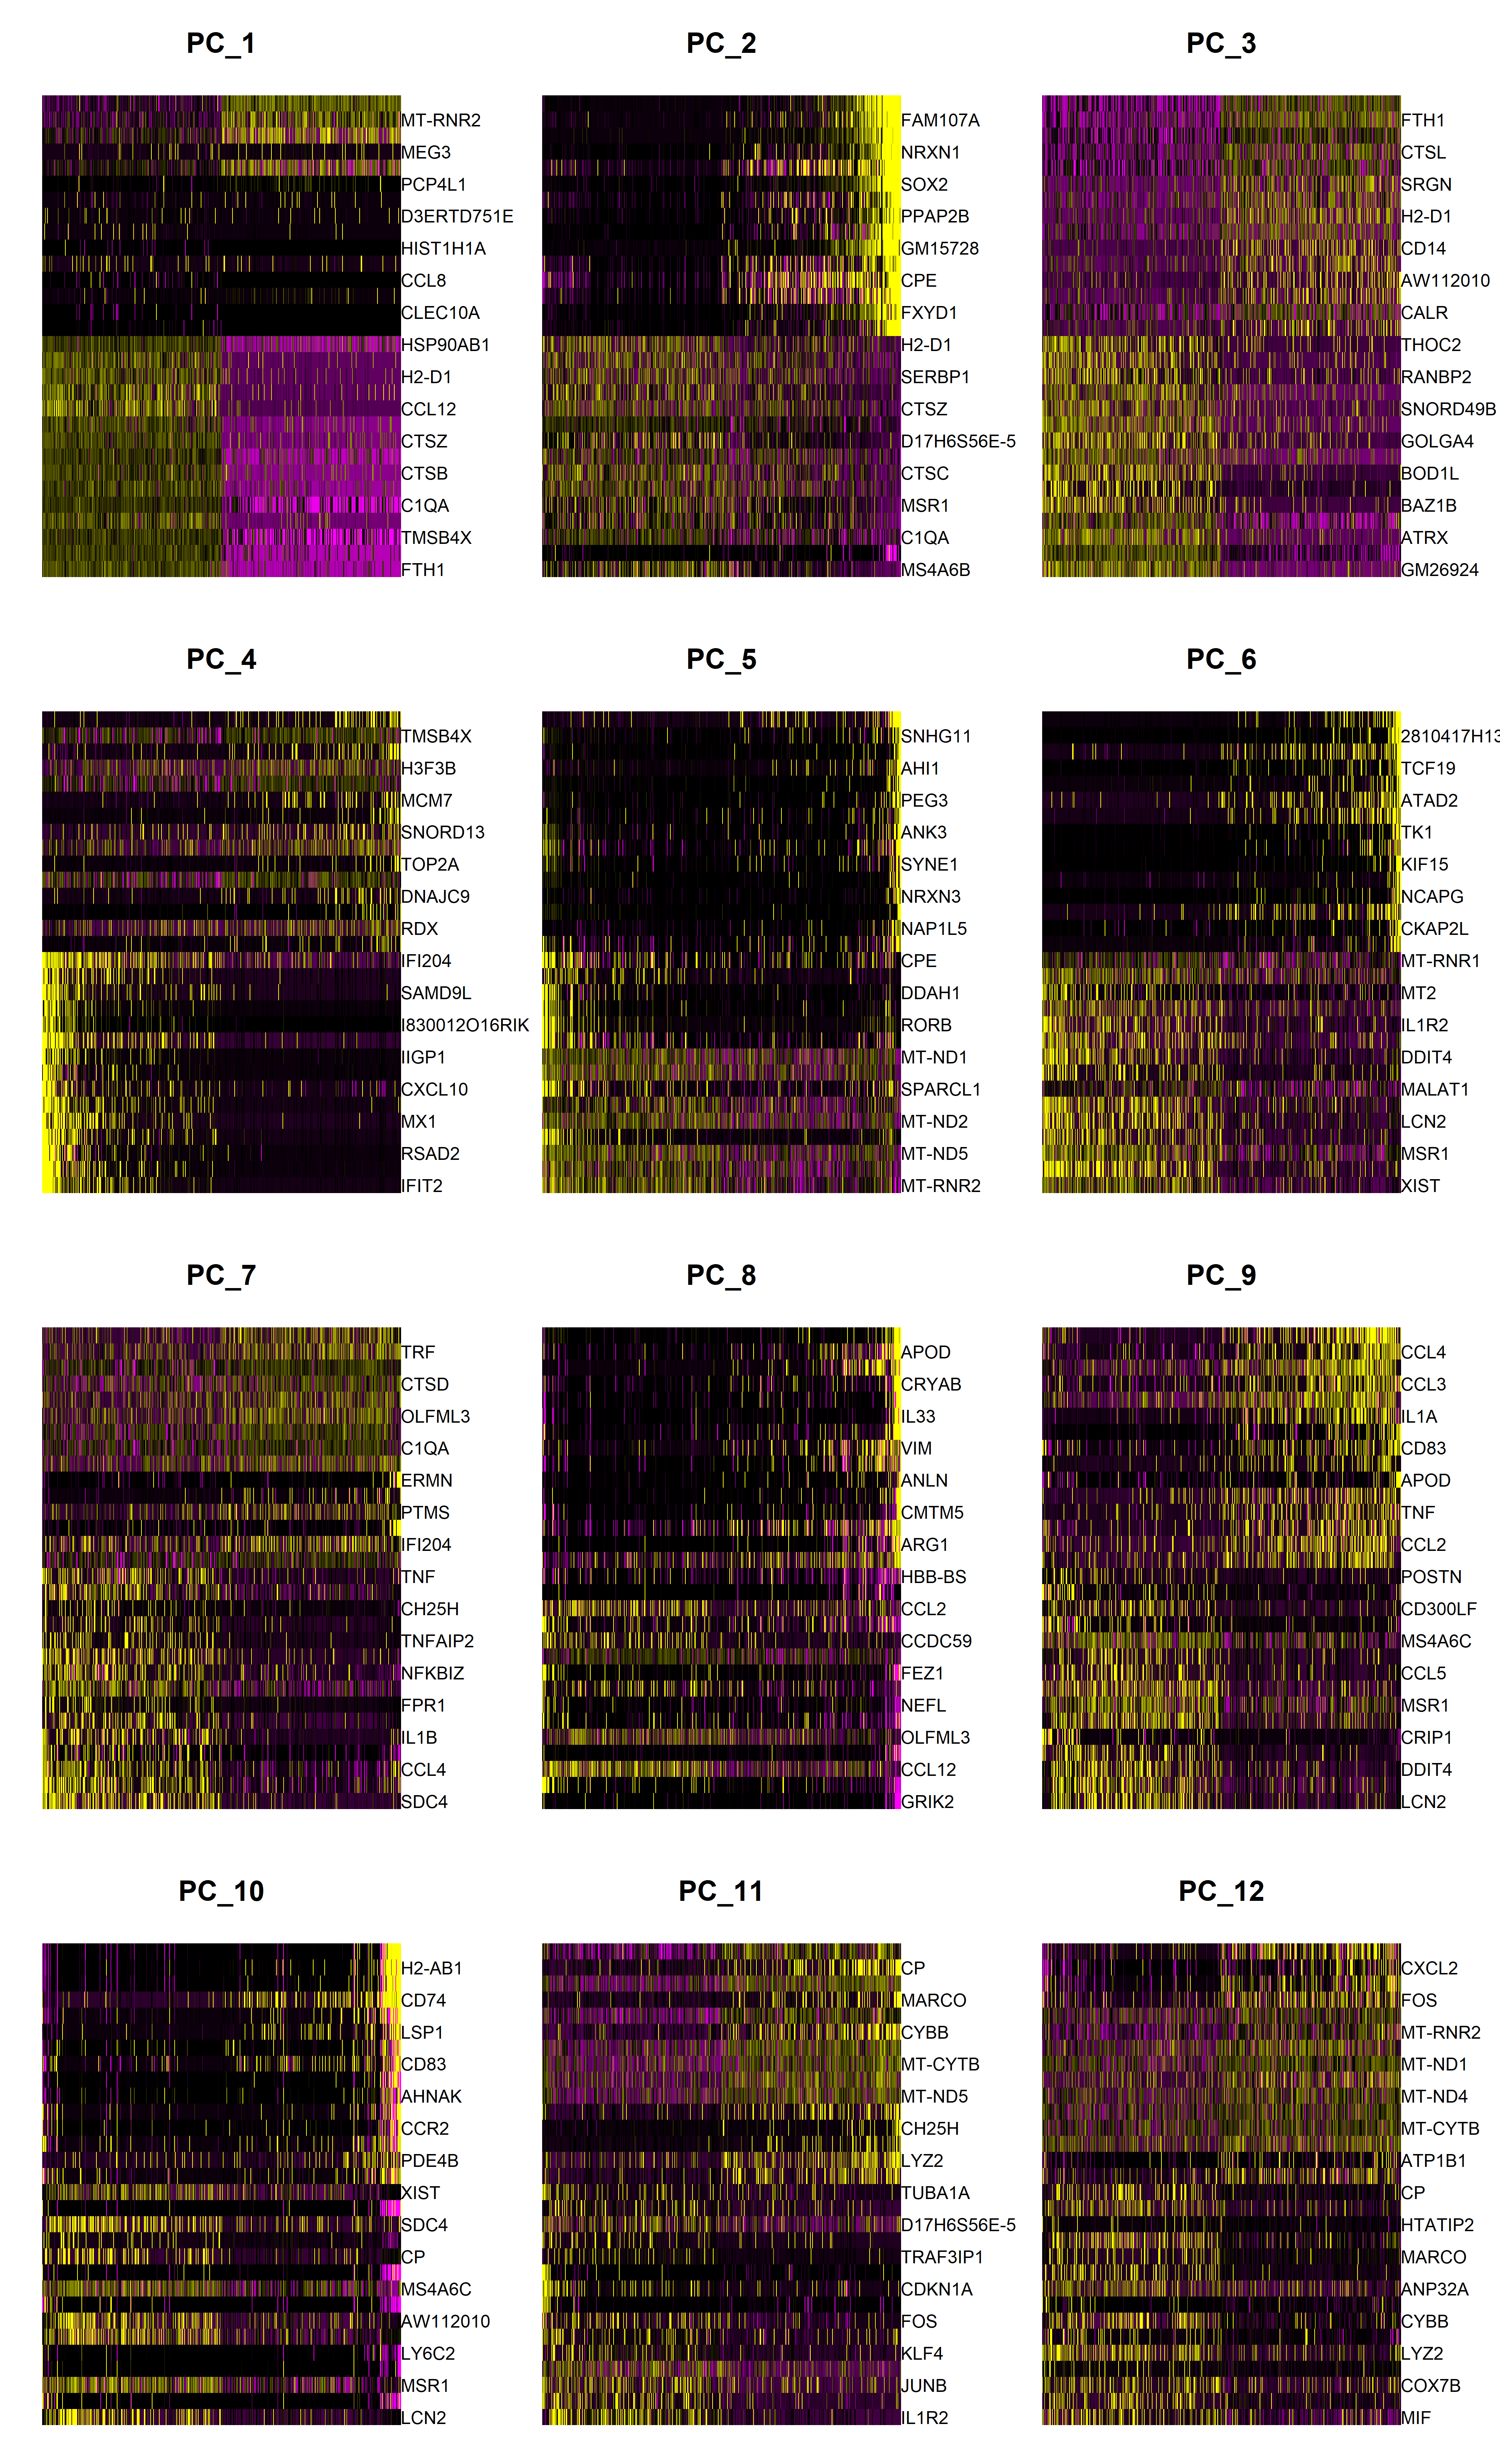 PC_1
MT-RNR2
MEG3
PCP4L1
D3ERTD751E
HIST1H1A
CCL8
CLEC10A
HSP90AB1
H2-D1
CCL12
CTSZ
CTSB
C1QA
TMSB4X
FTH1
PC_2
FAM107A
NRXN1
SOX2
PPAP2B
GM15728
CPE
FXYD1
H2-D1
SERBP1
CTSZ
D17H6S56E-5
CTSC
MSR1
C1QA
MS4A6B
PC_3
FTH1
CTSL
SRGN
H2-D1
CD14
AW112010
CALR
THOC2
RANBP2
SNORD49B
GOLGA4
BOD1L
BAZ1B
ATRX
GM26924
PC_4
TMSB4X
H3F3B
MCM7
SNORD13
TOP2A
DNAJC9
RDX
IFI204
SAMD9L
I830012O16RIK
IIGP1
CXCL10
MX1
RSAD2
IFIT2
PC_5
SNHG11
AHI1
PEG3
ANK3
SYNE1
NRXN3
NAP1L5
CPE
DDAH1
RORB
MT-ND1
SPARCL1
MT-ND2
MT-ND5
MT-RNR2
PC_6
2810417H13
TCF19
ATAD2
TK1
KIF15
NCAPG
CKAP2L
MT-RNR1
MT2
IL1R2
DDIT4
MALAT1
LCN2
MSR1
XIST
PC_7
TRF
CTSD
OLFML3
C1QA
ERMN
PTMS
IFI204
TNF
CH25H
TNFAIP2
NFKBIZ
FPR1
IL1B
CCL4
SDC4
PC_8
APOD
CRYAB
IL33
VIM
ANLN
CMTM5
ARG1
HBB-BS
CCL2
CCDC59
FEZ1
NEFL
OLFML3
CCL12
GRIK2
PC_9
CCL4
CCL3
IL1A
CD83
APOD
TNF
CCL2
POSTN
CD300LF
MS4A6C
CCL5
MSR1
CRIP1
DDIT4
LCN2
PC_10
H2-AB1
CD74
LSP1
CD83
AHNAK
CCR2
PDE4B
XIST
SDC4
CP
MS4A6C
AW112010
LY6C2
MSR1
LCN2
PC_11
CP
MARCO
CYBB
MT-CYTB
MT-ND5
CH25H
LYZ2
TUBA1A
D17H6S56E-5
TRAF3IP1
CDKN1A
FOS
KLF4
JUNB
IL1R2
PC_12
CXCL2
FOS
MT-RNR2
MT-ND1
MT-ND4
MT-CYTB
ATP1B1
CP
HTATIP2
MARCO
ANP32A
CYBB
LYZ2
COX7B
MIF